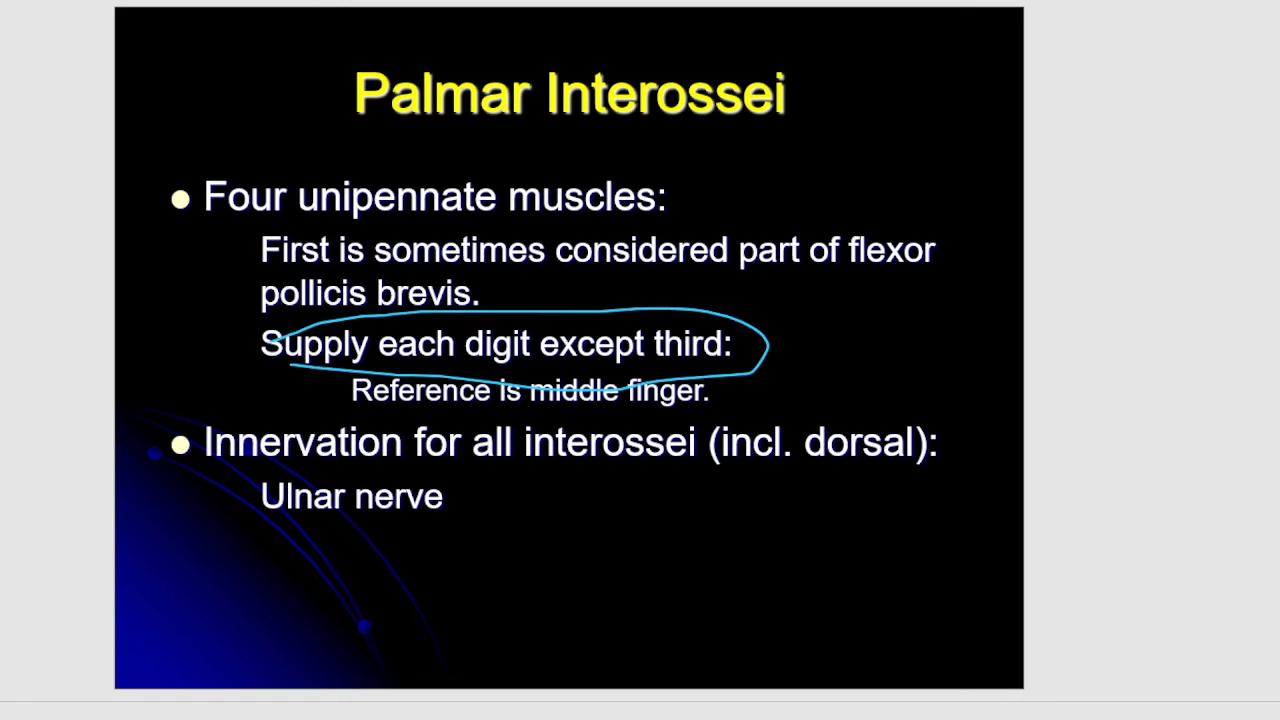 Palmar Interossei
Four unipennate muscles:
First is sometimes considered part of flexor
pollicis brevis.
Supply each digit except third:
Reference is middle finger.
Innervation for all interossei (incl. dorsal):
Ulnar nerve